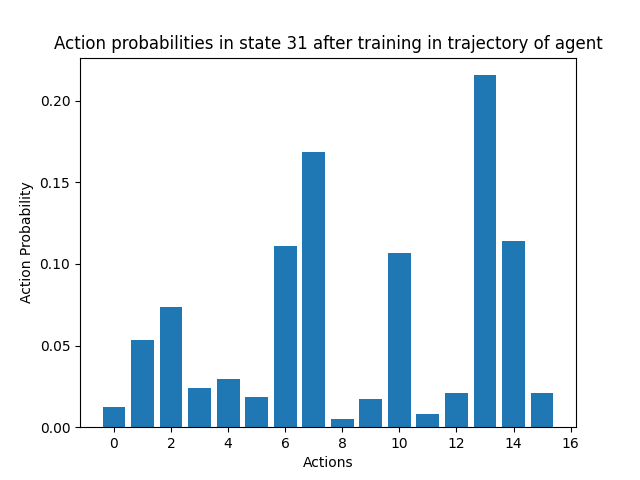 Action probabilities in state 31 after training in trajectory of agent
Action Probability
0.20
0.15
0.10
0.05
0.00
0 2 4 6 8 10 12 14 16
Actions